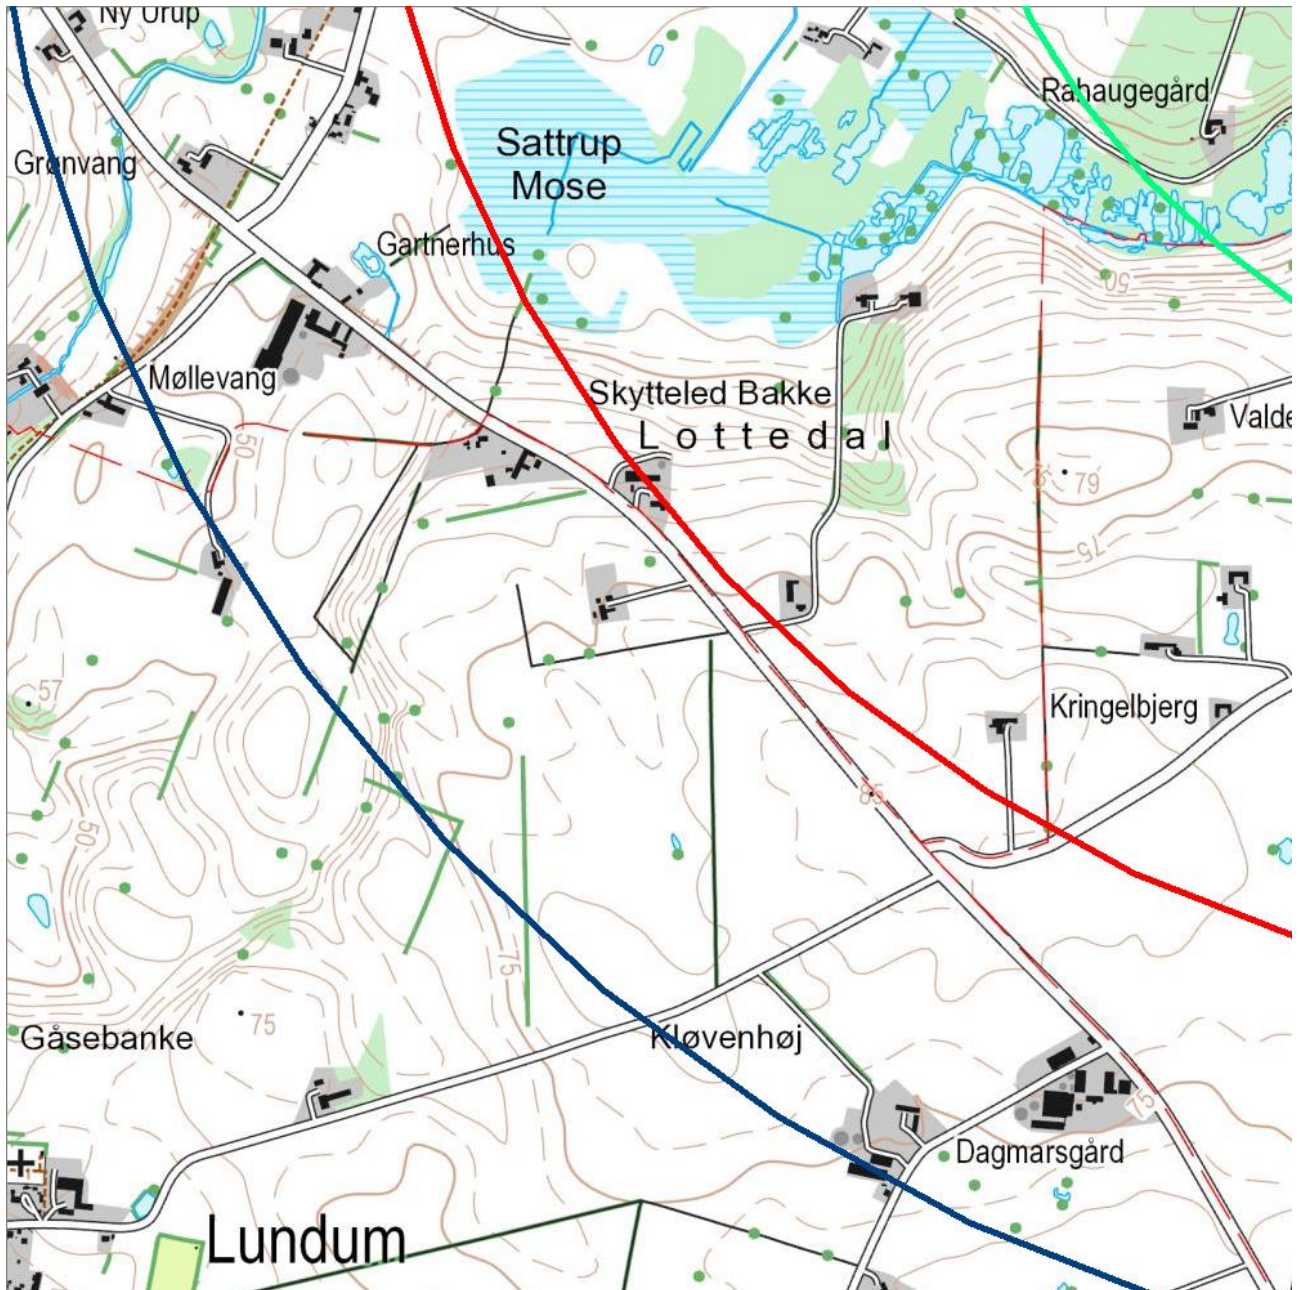 Ny Urup
Rahaugegård
Sattrup
Mose
Grønvang
Gartnerhus
50
Møllevang
Skytteled Bakke
Valde
Lottedal
50
79
75
57
Kringelbjerg
85
50
75
75
Gåsebanke
Kløvenhøj
75
Dagmarsgård
Lundum